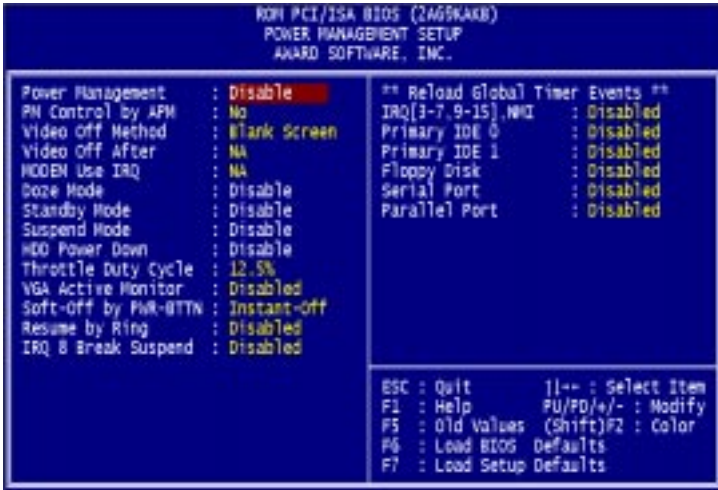 ROM PCI/ISA BIOS (2AG9KAKB)
POWER MANAGEMENT SETUP
AWARD SOFTWARE, INC.
Power Management : Disable
PM Control by APM : No
Video Off Method : Blank Screen
Video Off After : NA
MODEM Use IRQ : NA
Doze Mode : Disable
Standby Mode : Disable
Suspend Mode : Disable
HDD Power Down : Disable
Throttle Duty Cycle : 12.5%
VGA Active Monitor : Disabled
Soft-Off by PWR-BTTN : Instant-Off
Resume by Ring : Disabled
IRQ 8 Break Suspend : Disabled
** Reload Global Timer Events **
IRQ[3-7,9-15],NMI : Disabled
Primary IDE 0 : Disabled
Primary IDE 1 : Disabled
Floppy Disk : Disabled
Serial Port : Disabled
Parallel Port : Disabled
ESC : Quit ↑↓→← : Select Item
F1 : Help PU/PD/+/- : Modify
F5 : Old Values (Shift)F2 : Color
F6 : Load BIOS Defaults
F7 : Load Setup Defaults